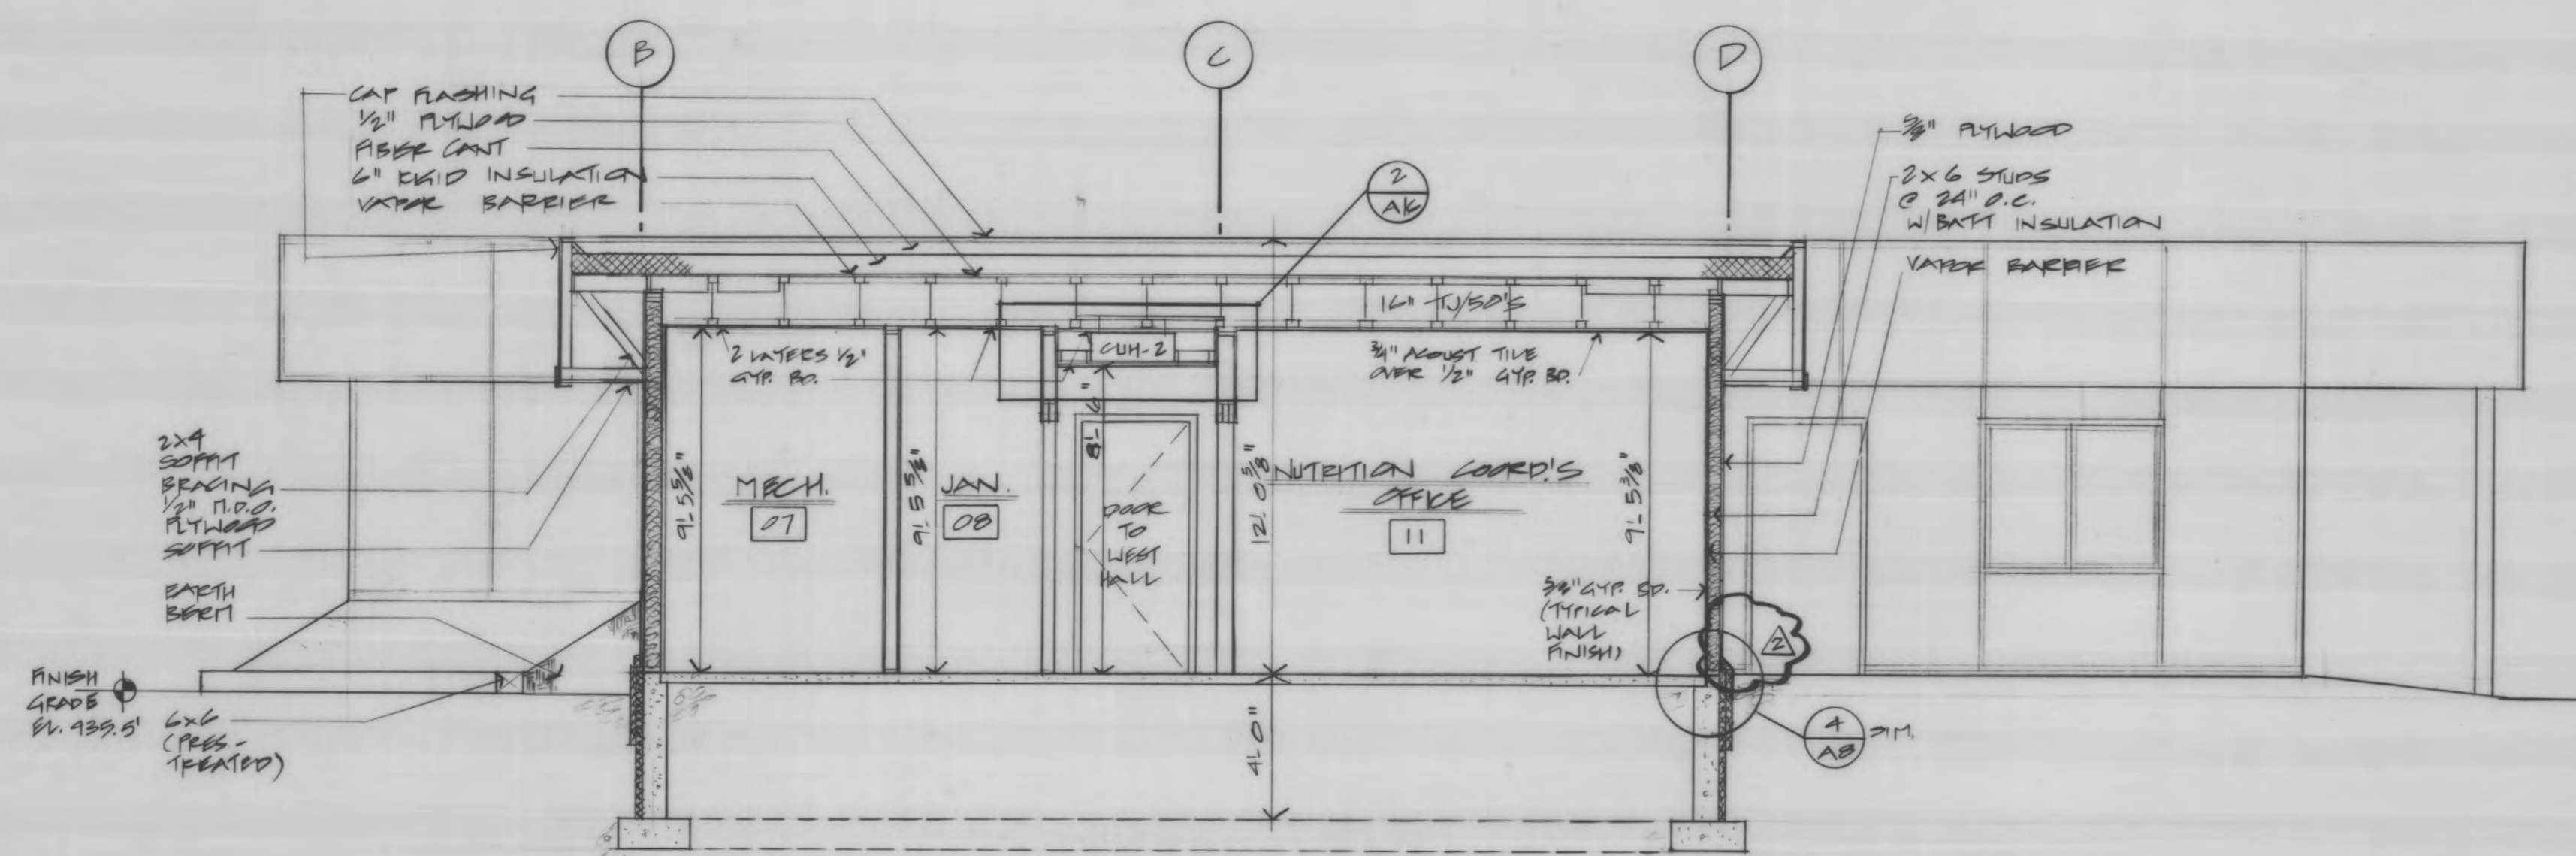 B
C
D
CAP FLASHING
1/2" PLYWOOD
FIBER CANT
6" RIGID INSULATION
VAPOR BARRIER
2
A16
5/8" PLYWOOD
2x6 STUDS
@ 24" O.C.
W/BATT INSULATION
VAPOR BARRIER
16" TJ/50'S
2 LAYERS 1/2"
GYP. BD.
CUH-2
3/4" ACOUST TILE
OVER 1/2" GYP. BD.
2x4
SOFFIT
BRACING
1/2" M.D.O.
PLYWOOD
SOFFIT
EARTH
BERM
FINISH
GRADE
EL. 435.5'
6x6
(PRES-
TREATED)
9'-5 5/8"
MECH.
07
9'-5 5/8"
JAN.
08
8'-6"
DOOR
TO
WEST
HALL
12'-0 5/8"
NUTRITION COORD.'S
OFFICE
11
9'-5 3/8"
5/8" GYP. BD.
(TYPICAL
WALL
FINISH)
2
4
A8
SIM.
4'-0"